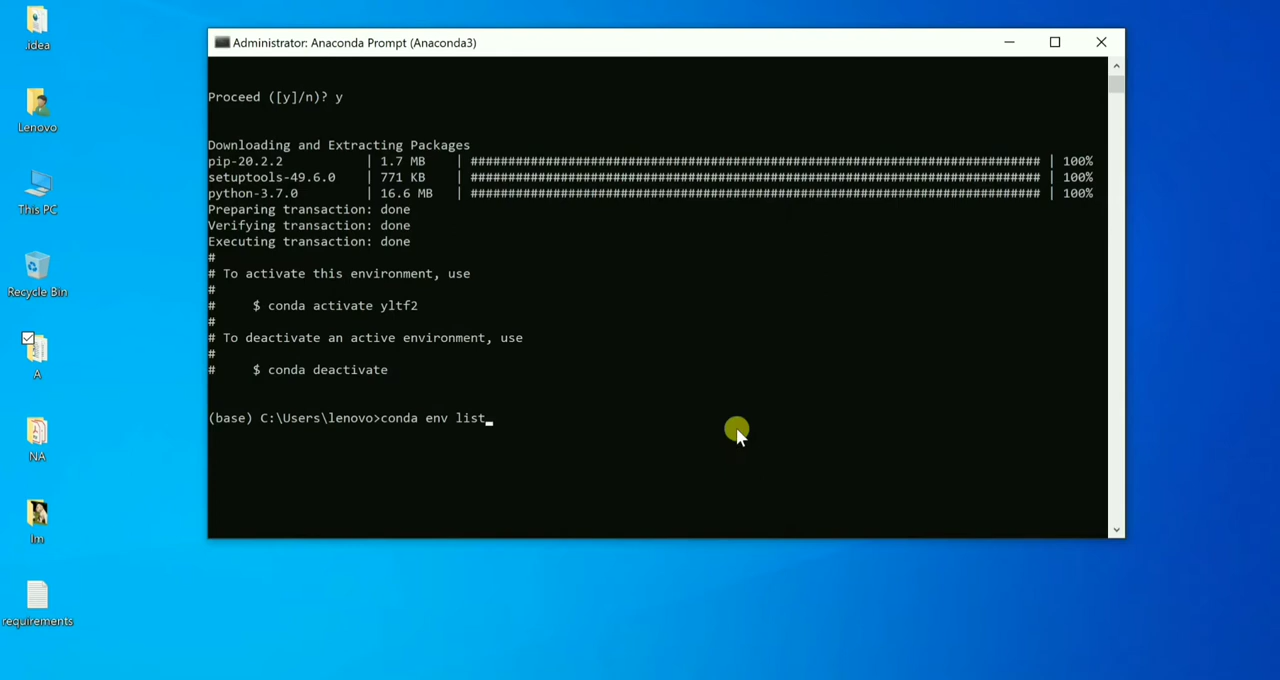 .idea
Lenovo
This PC
Recycle Bin
A
NA
Im
requirements
Administrator: Anaconda Prompt (Anaconda3)
Proceed ([y]/n)? y
Downloading and Extracting Packages
pip-20.2.2 | 1.7 MB | ############################################################################ | 100%
setuptools-49.6.0 | 771 KB | ############################################################################ | 100%
python-3.7.0 | 16.6 MB | ############################################################################ | 100%
Preparing transaction: done
Verifying transaction: done
Executing transaction: done
#
# To activate this environment, use
#
# $ conda activate yltf2
#
# To deactivate an active environment, use
#
# $ conda deactivate
(base) C:\Users\lenovo>conda env list_